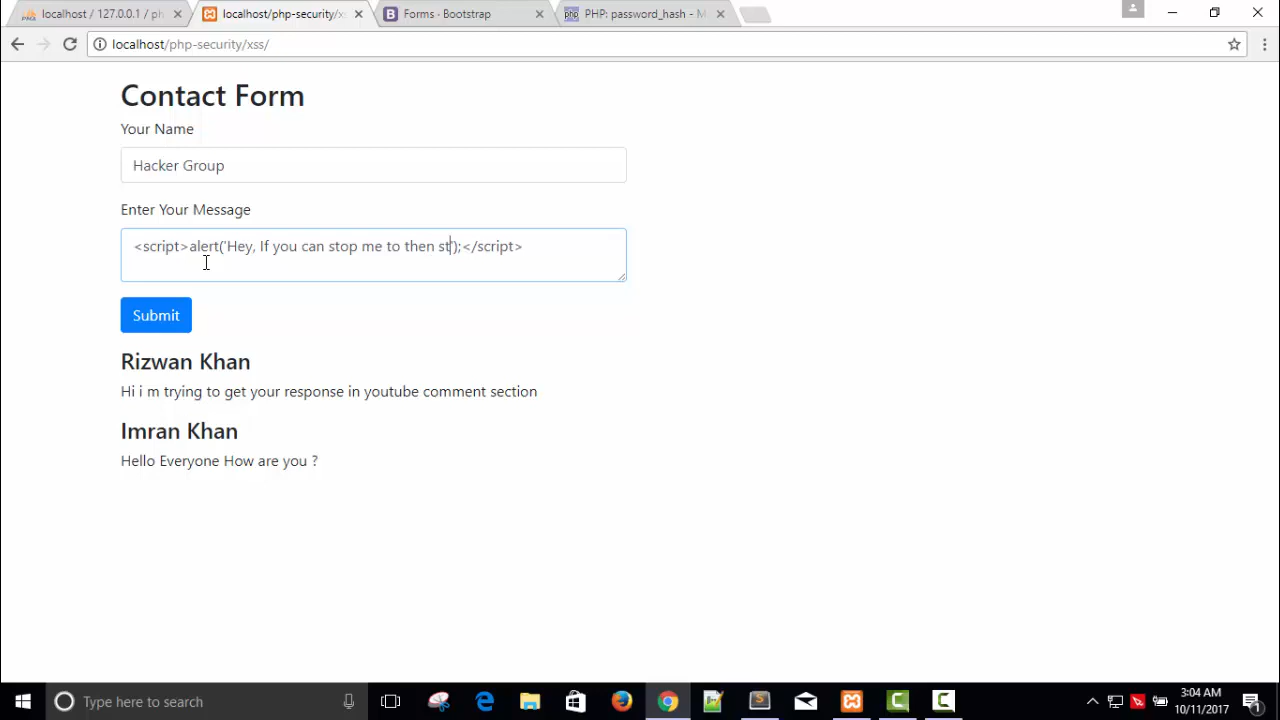 localhost / 127.0.0.1 / ph
localhost/php-security/xs
Forms · Bootstrap
PHP: password_hash - M
localhost/php-security/xss/
Contact Form
Your Name
Hacker Group
Enter Your Message
<script>alert('Hey, If you can stop me to then st');</script>
Submit
Rizwan Khan
Hi i m trying to get your response in youtube comment section
Imran Khan
Hello Everyone How are you ?
Type here to search
3:04 AM
10/11/2017